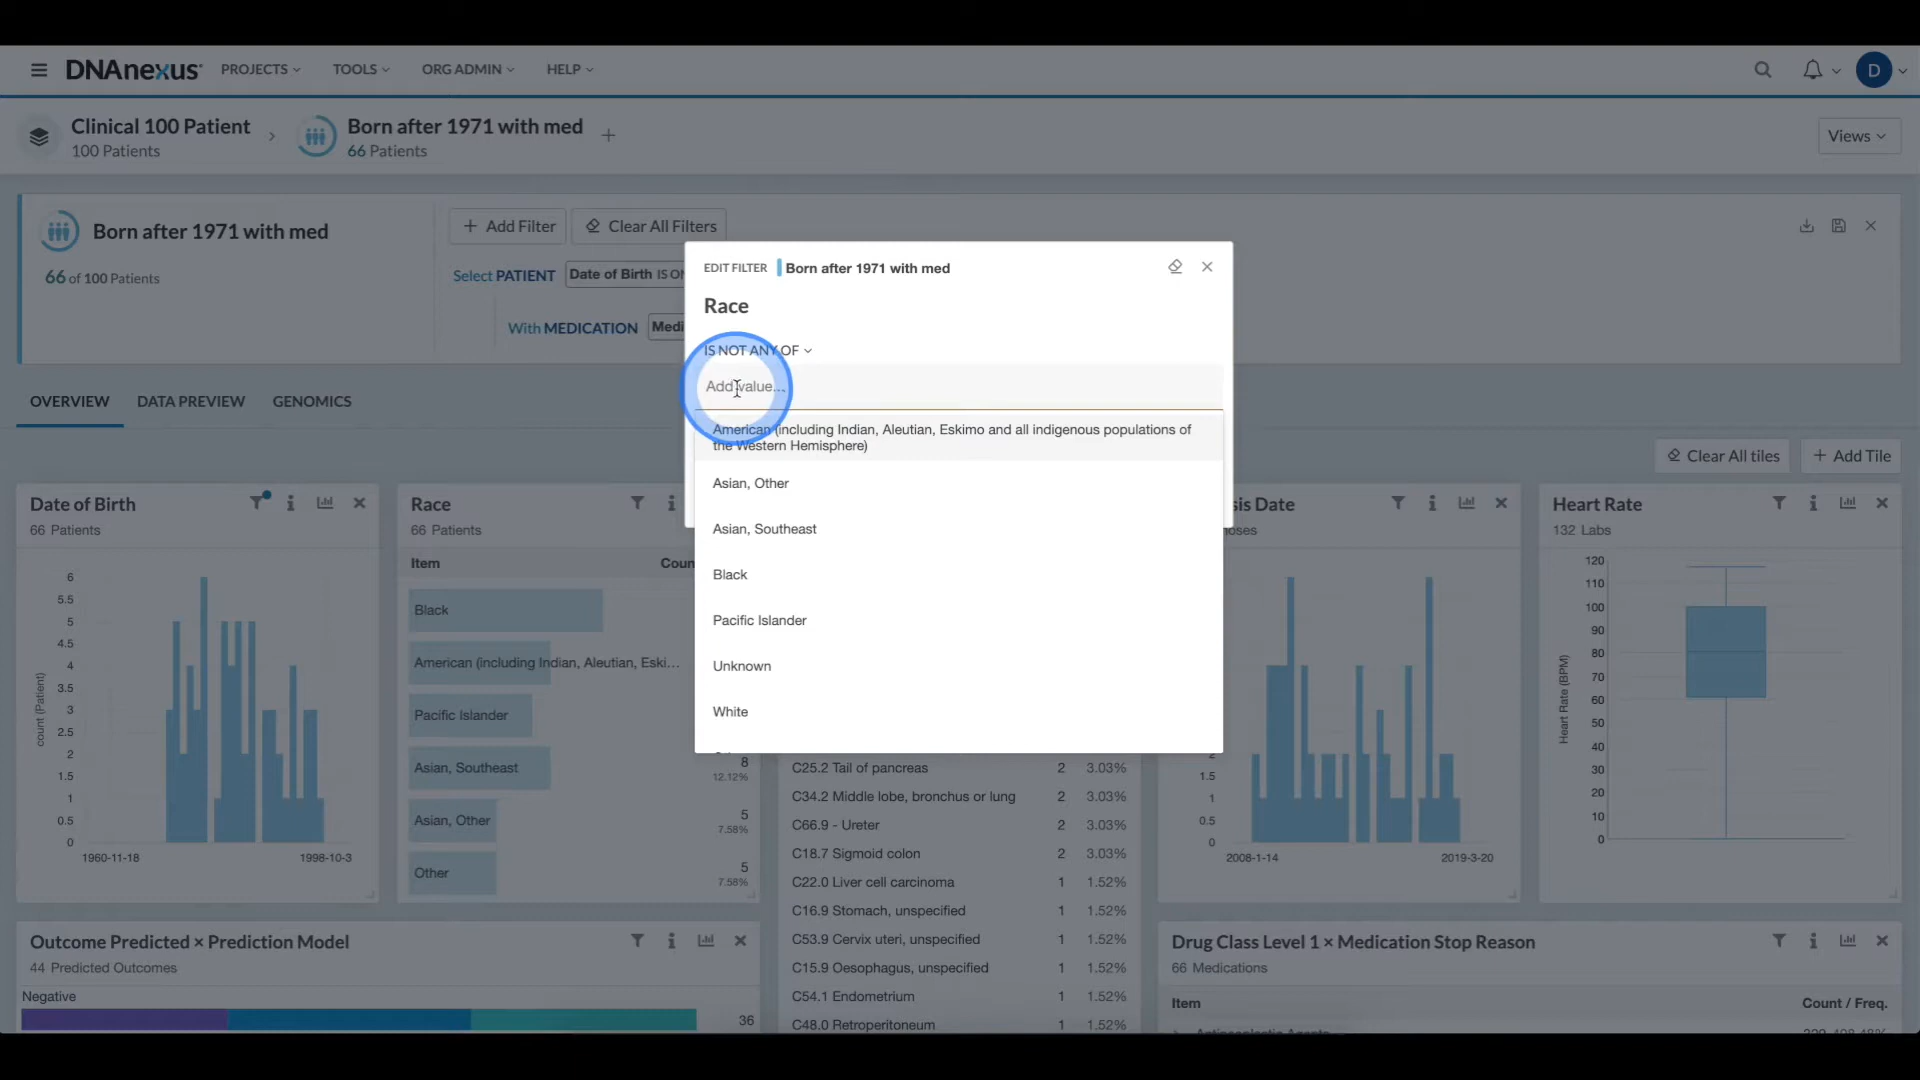 DNAnexus PROJECTS TOOLS ORG ADMIN HELP D
Clinical 100 Patient
100 Patients
Born after 1971 with med
66 Patients
Views
Born after 1971 with med
66 of 100 Patients
Add Filter Clear All Filters
Select PATIENT Date of Birth IS ON
With MEDICATION Medi
EDIT FILTER Born after 1971 with med
Race
IS NOT ANY OF
Add value...
American (including Indian, Aleutian, Eskimo and all indigenous populations of
the Western Hemisphere)
Asian, Other
Asian, Southeast
Black
Pacific Islander
Unknown
White
OVERVIEW DATA PREVIEW GENOMICS
Clear All tiles Add Tile
Date of Birth
66 Patients
count (Patient)
6
5.5
5
4.5
4
3.5
3
2.5
2
1.5
1
0.5
0
1960-11-18 1998-10-3
Race
66 Patients
Item Coun
Black
American (including Indian, Aleutian, Eski...
Pacific Islander
Asian, Southeast 8
12.12%
Asian, Other 5
7.58%
Other 5
7.58%
C25.2 Tail of pancreas 2 3.03%
C34.2 Middle lobe, bronchus or lung 2 3.03%
C66.9 - Ureter 2 3.03%
C18.7 Sigmoid colon 2 3.03%
C22.0 Liver cell carcinoma 1 1.52%
C16.9 Stomach, unspecified 1 1.52%
C53.9 Cervix uteri, unspecified 1 1.52%
C15.9 Oesophagus, unspecified 1 1.52%
C54.1 Endometrium 1 1.52%
C48.0 Retroperitoneum 1 1.52%
sis Date
oses
2
1.5
1
0.5
0
2008-1-14 2019-3-20
Heart Rate
132 Labs
Heart Rate (BPM)
120
110
100
90
80
70
60
50
40
30
20
10
0
Outcome Predicted × Prediction Model
44 Predicted Outcomes
Negative
36
Drug Class Level 1 × Medication Stop Reason
66 Medications
Item Count / Freq.